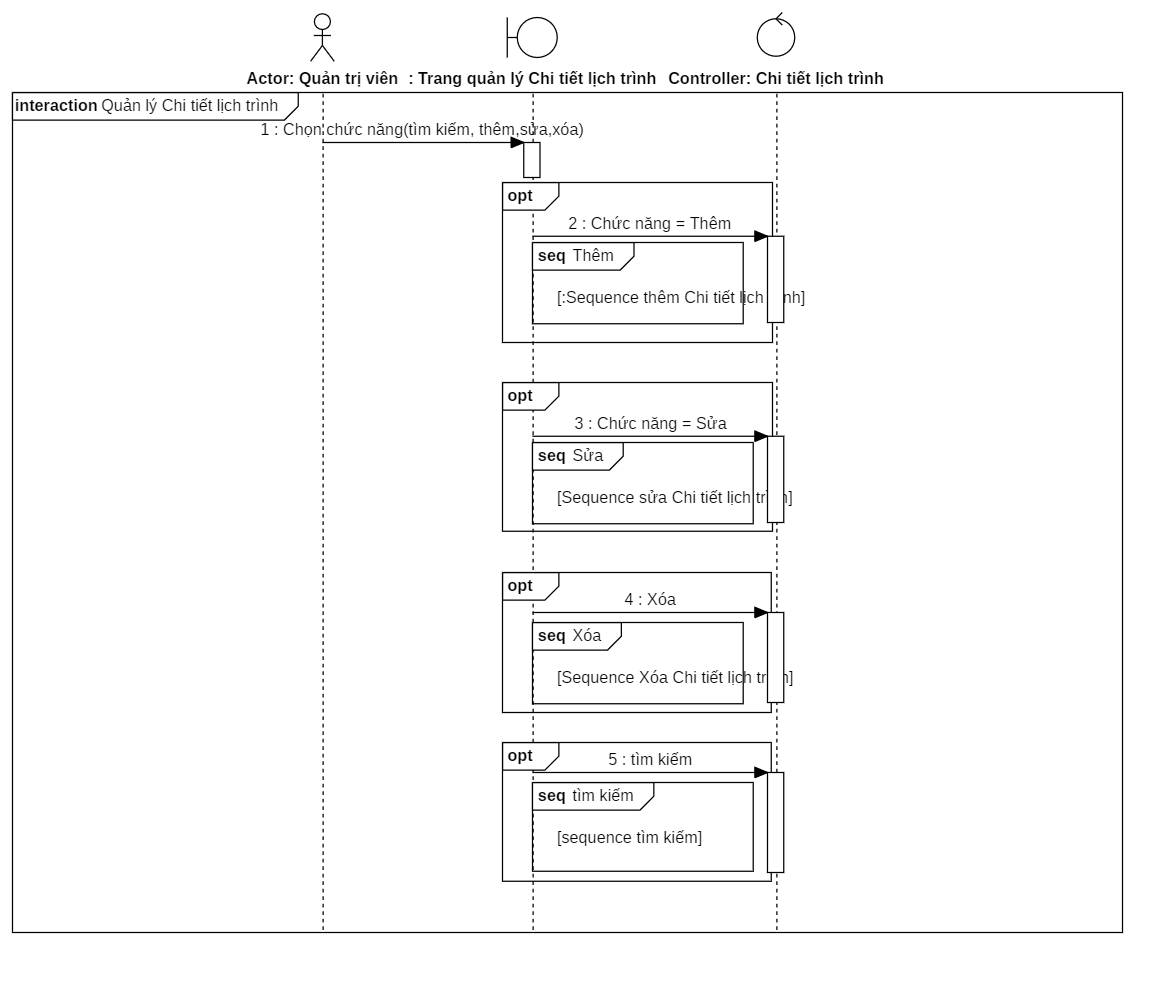 Actor: Quản trị viên : Trang quản lý Chi tiết lịch trình Controller: Chi tiết lịch trình
interaction Quản lý Chi tiết lịch trình
1 : Chọn chức năng(tìm kiếm, thêm,sửa,xóa)
opt
2 : Chức năng = Thêm
seq Thêm
[:Sequence thêm Chi tiết lịch trình]
opt
3 : Chức năng = Sửa
seq Sửa
[Sequence sửa Chi tiết lịch trình]
opt
4 : Xóa
seq Xóa
[Sequence Xóa Chi tiết lịch trình]
opt
5 : tìm kiếm
seq tìm kiếm
[sequence tìm kiếm]